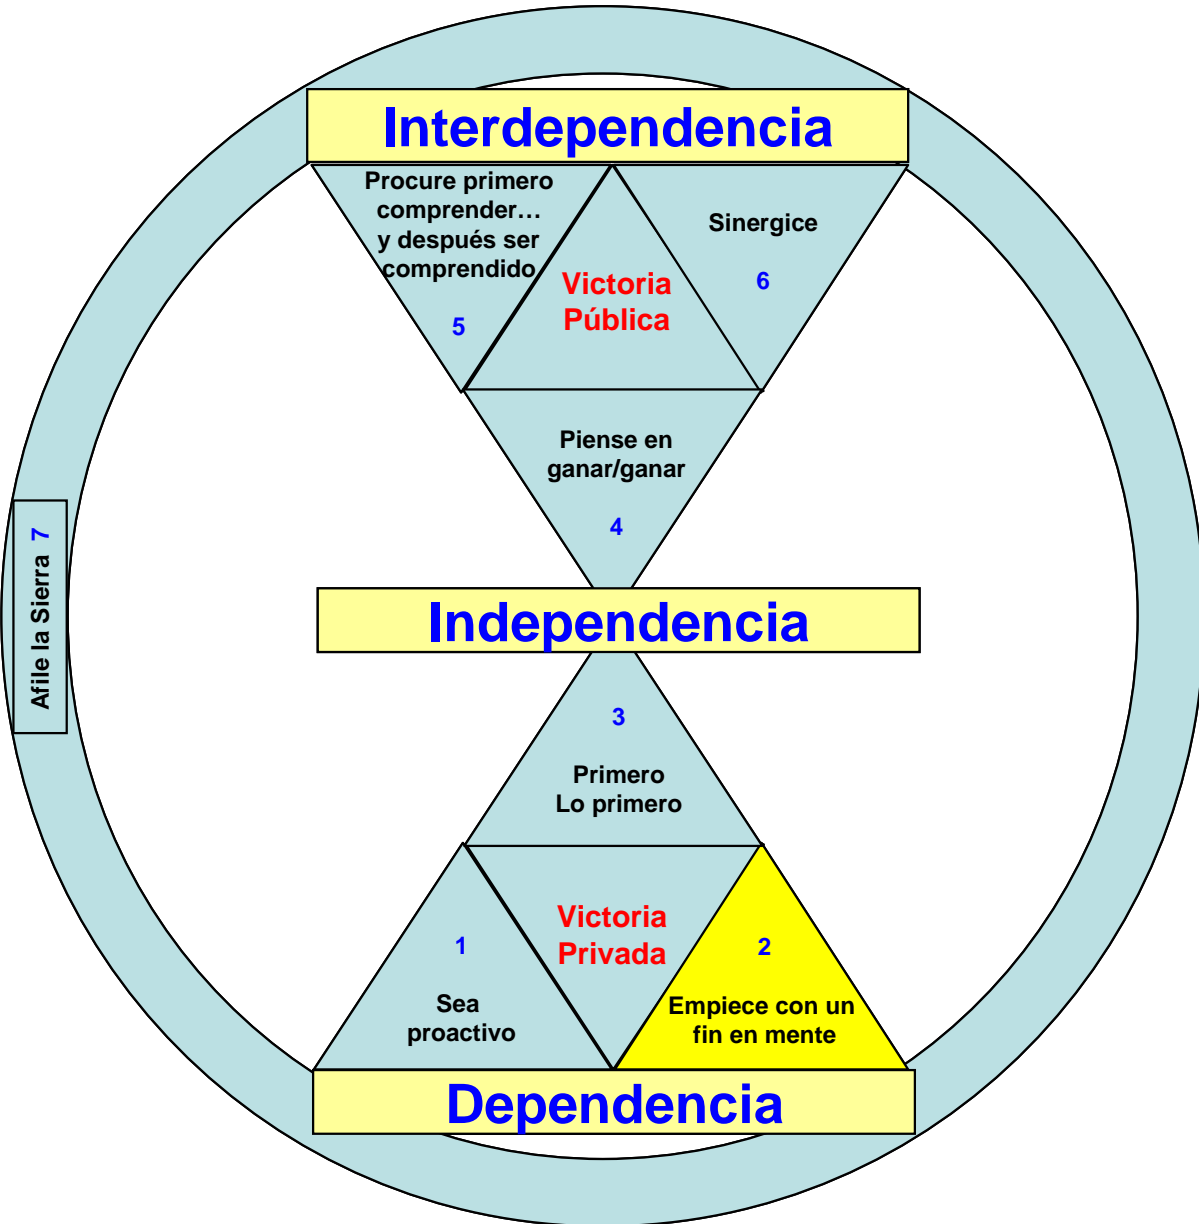 Interdependencia
Procure primero
comprender…
y después ser
comprendido
5
Victoria
Pública
Sinergice
6
Piense en
ganar/ganar
4
Afile la Sierra 7
Independencia
3
Primero
Lo primero
1
Sea
proactivo
Victoria
Privada
2
Empiece con un
fin en mente
Dependencia